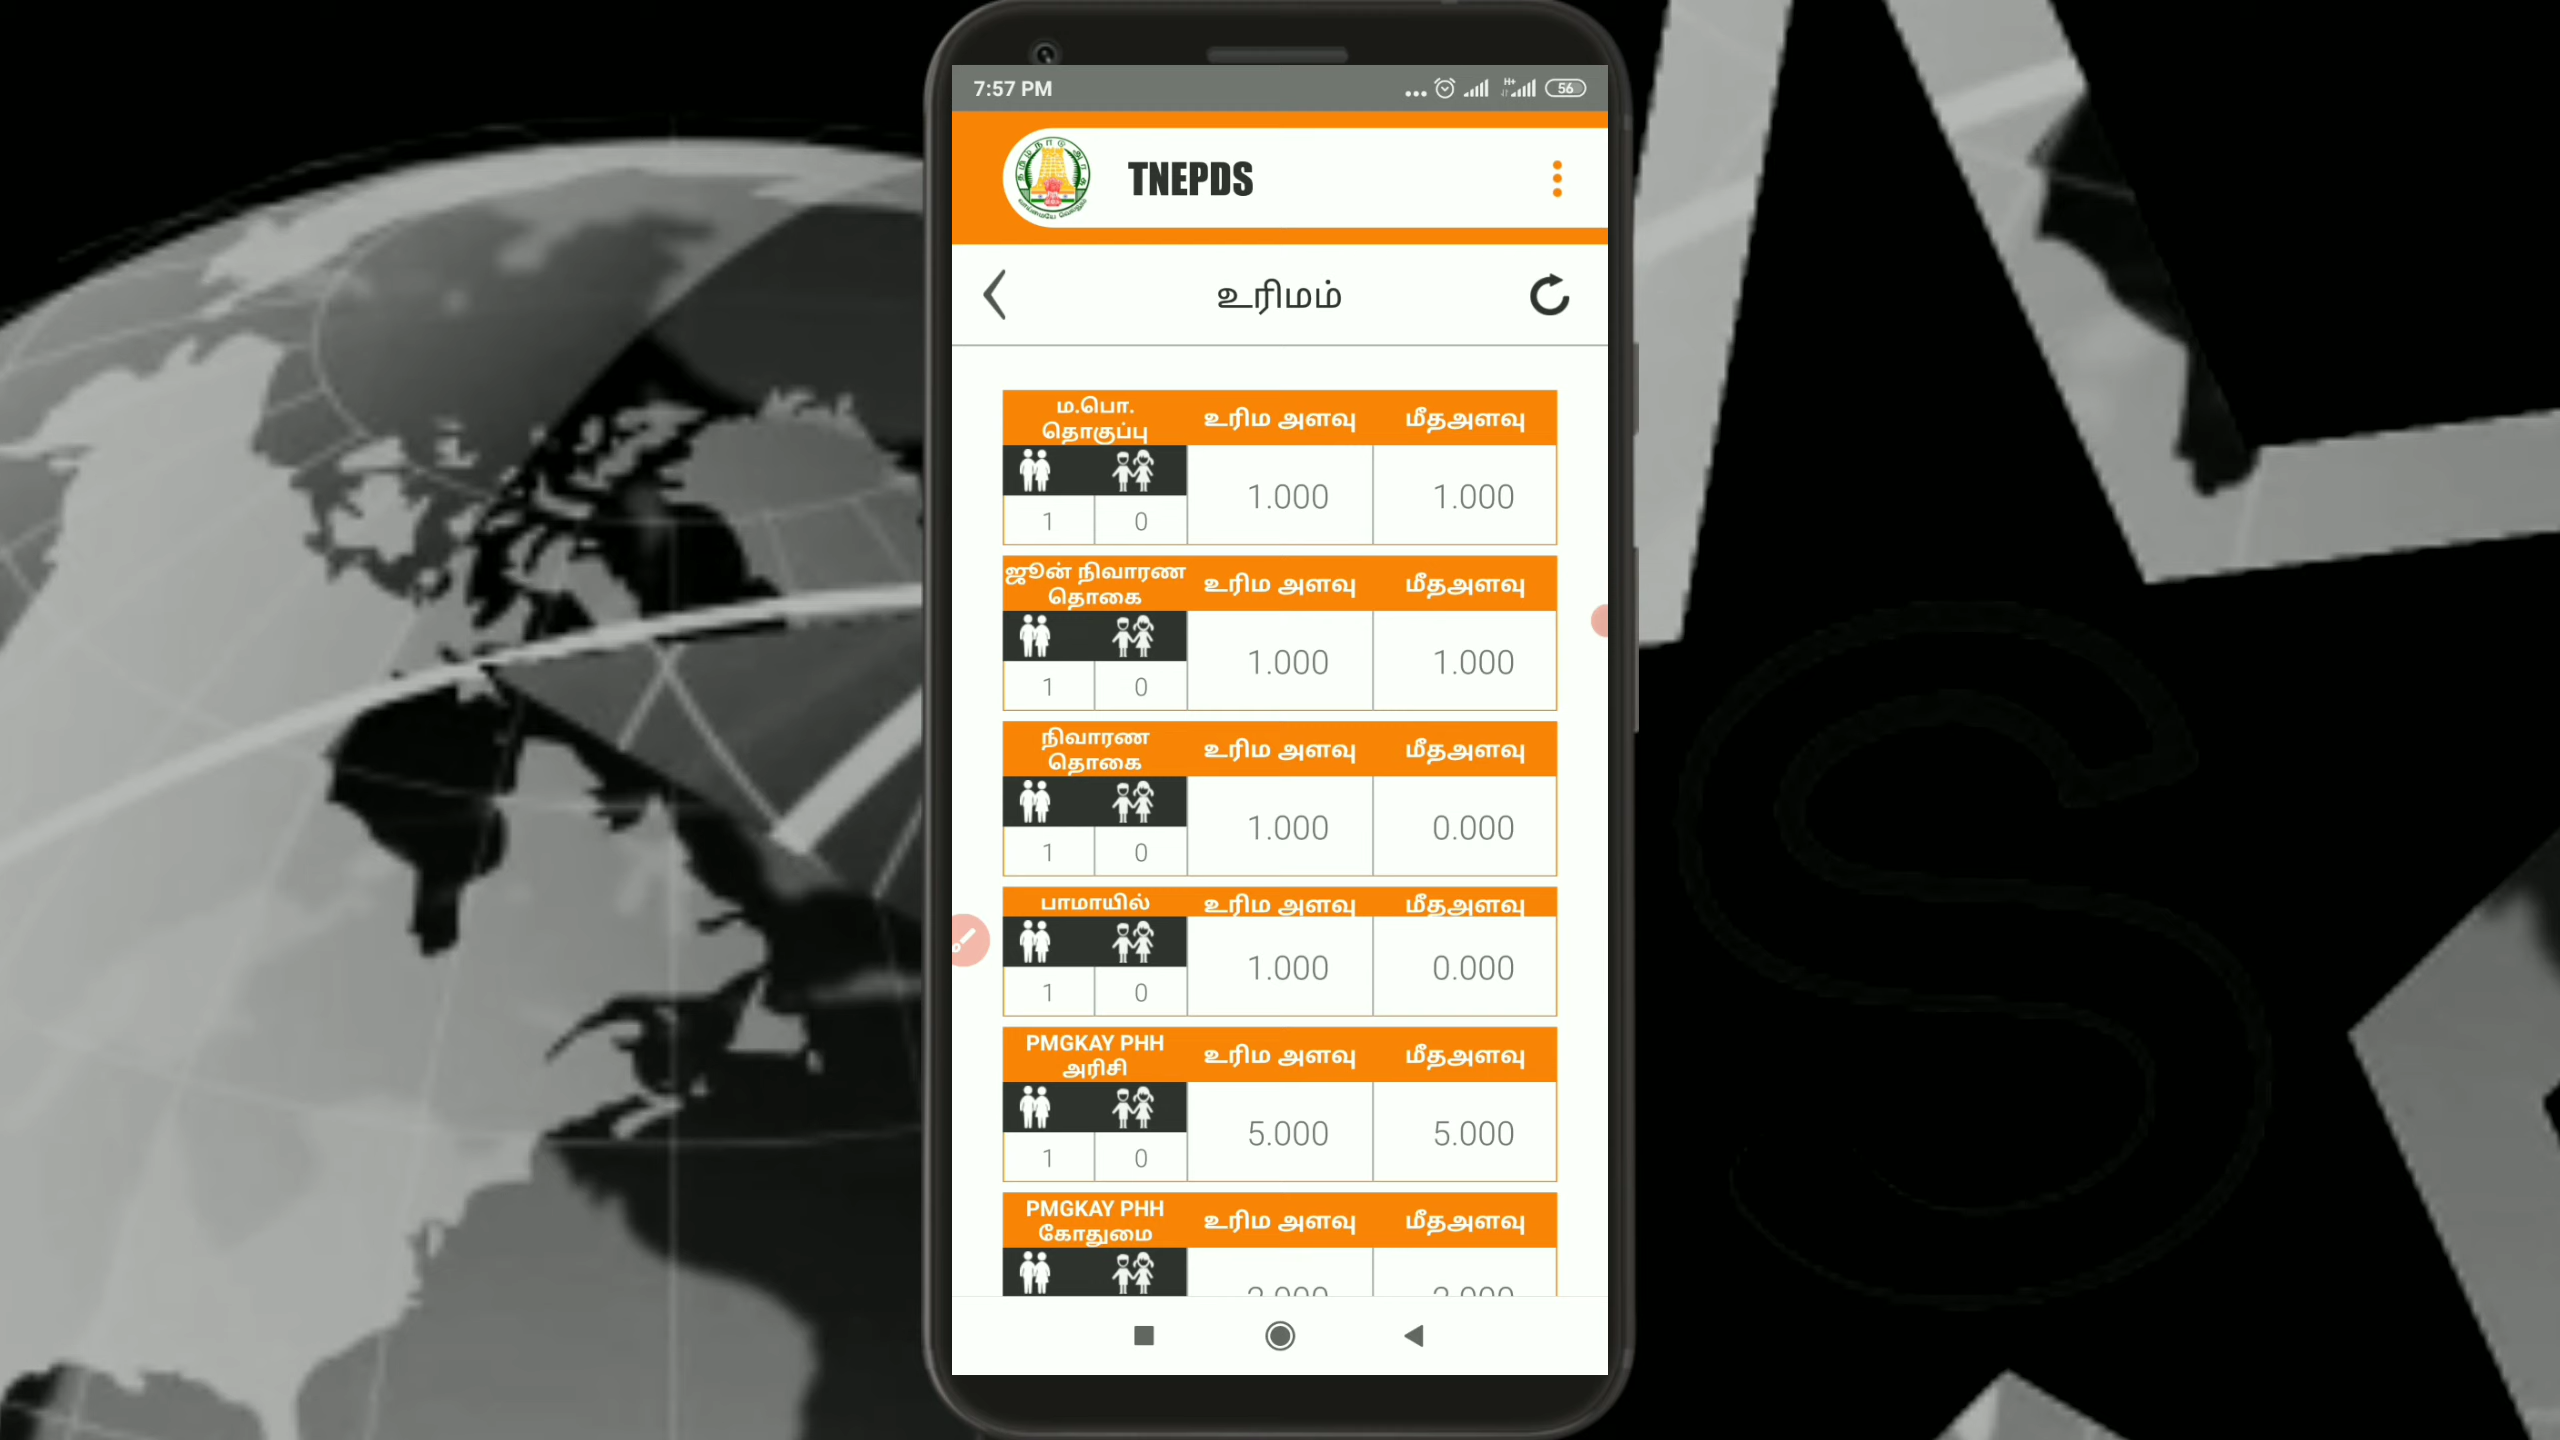 7:57 PM
H+
56
TNEPDS
உரிமம்
ம.பொ. தொகுப்பு உரிம அளவு மீதஅளவு
1 0 1.000 1.000
ஜூன் நிவாரண தொகை உரிம அளவு மீதஅளவு
1 0 1.000 1.000
நிவாரண தொகை உரிம அளவு மீதஅளவு
1 0 1.000 0.000
பாமாயில் உரிம அளவு மீதஅளவு
1 0 1.000 0.000
PMGKAY PHH அரிசி உரிம அளவு மீதஅளவு
1 0 5.000 5.000
PMGKAY PHH கோதுமை உரிம அளவு மீதஅளவு